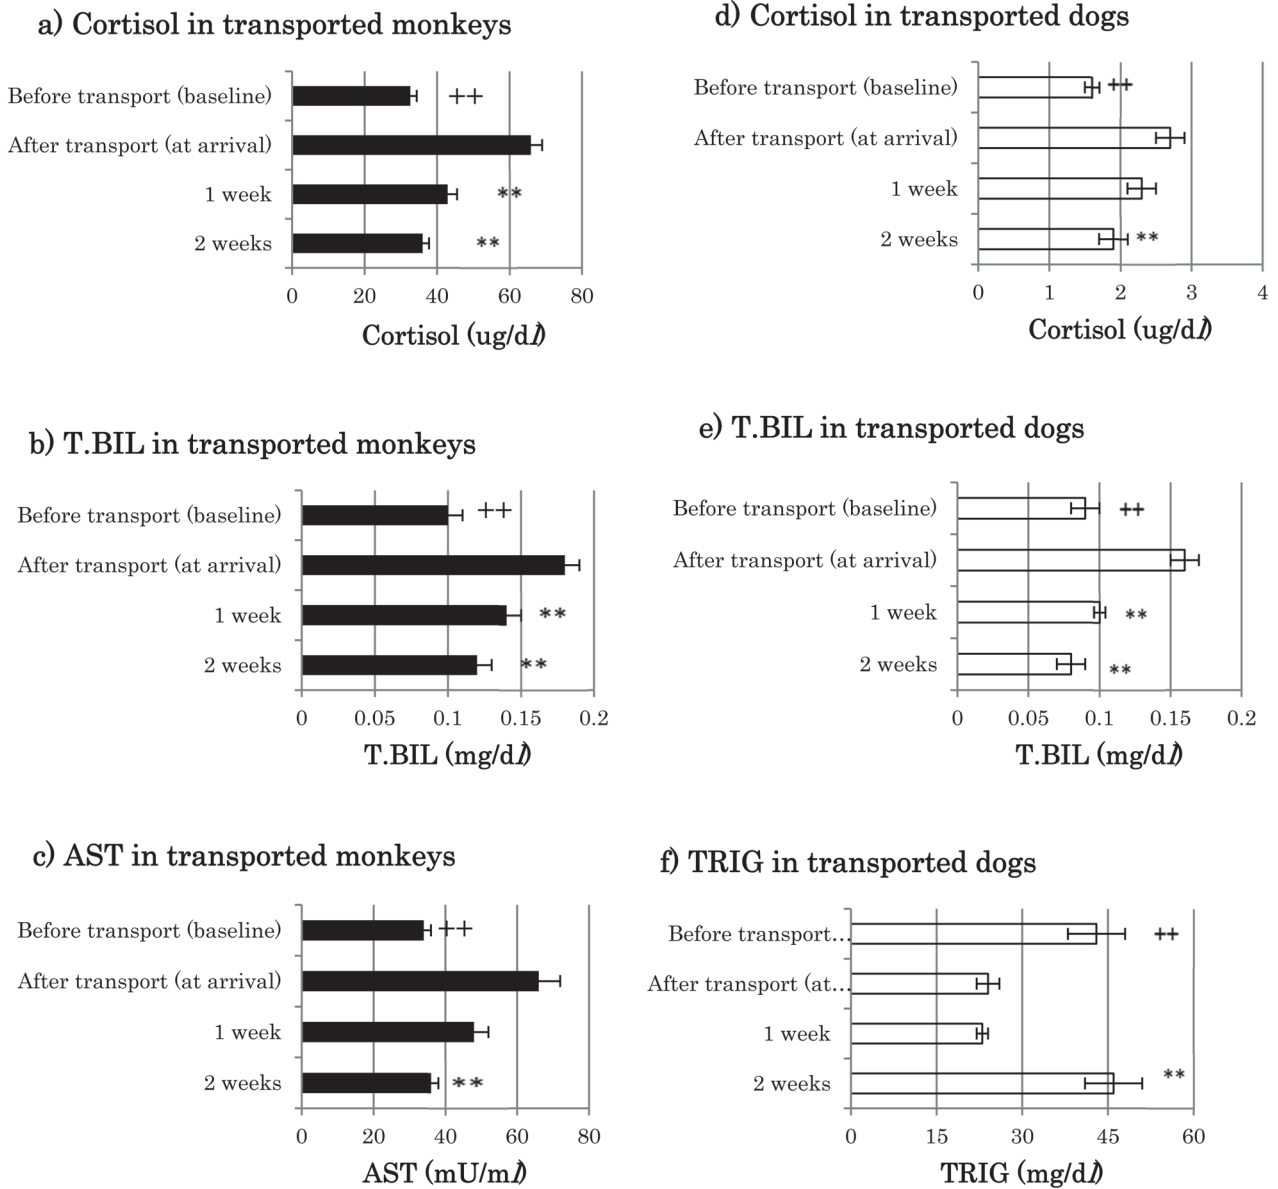 a) Cortisol in transported monkeys
Before transport (baseline) ++
After transport (at arrival)
1 week **
2 weeks **
0 20 40 60 80
Cortisol (ug/dl)
d) Cortisol in transported dogs
Before transport (baseline) ++
After transport (at arrival)
1 week
2 weeks **
0 1 2 3 4
Cortisol (ug/dl)
b) T.BIL in transported monkeys
Before transport (baseline) ++
After transport (at arrival)
1 week **
2 weeks **
0 0.05 0.1 0.15 0.2
T.BIL (mg/dl)
e) T.BIL in transported dogs
Before transport (baseline) ++
After transport (at arrival)
1 week **
2 weeks **
0 0.05 0.1 0.15 0.2
T.BIL (mg/dl)
c) AST in transported monkeys
Before transport (baseline) ++
After transport (at arrival)
1 week
2 weeks **
0 20 40 60 80
AST (mU/ml)
f) TRIG in transported dogs
Before transport... ++
After transport (at...
1 week
2 weeks **
0 15 30 45 60
TRIG (mg/dl)